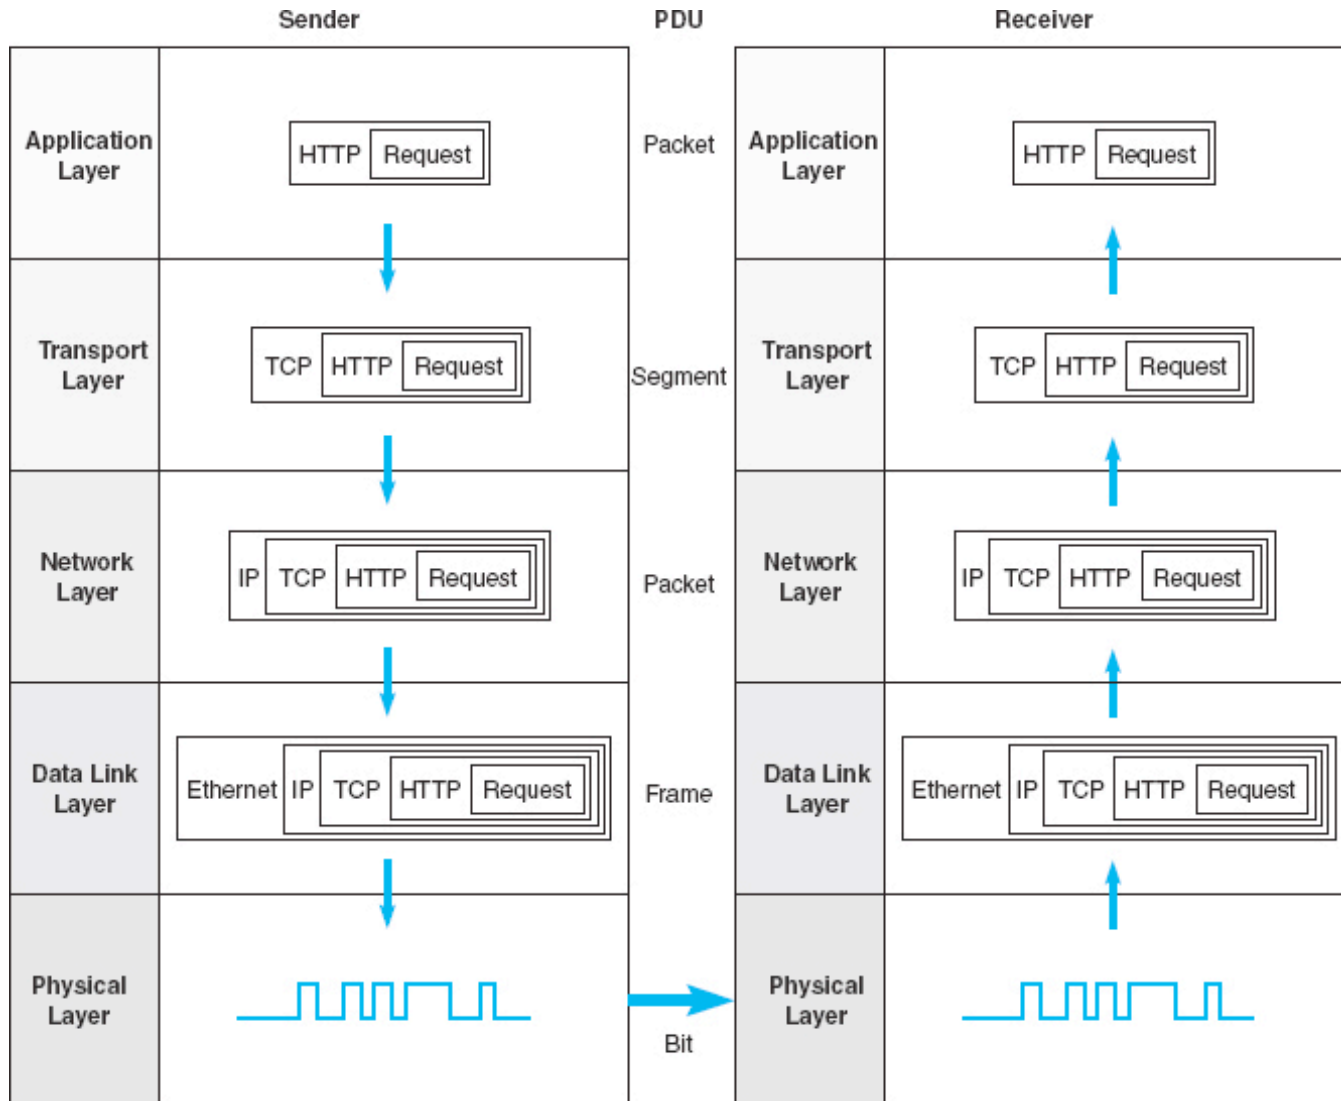 Sender PDU Receiver
Application Layer
HTTP Request
Packet
Application Layer
HTTP Request
Transport Layer
TCP HTTP Request
Segment
Transport Layer
TCP HTTP Request
Network Layer
IP TCP HTTP Request
Packet
Network Layer
IP TCP HTTP Request
Data Link Layer
Ethernet IP TCP HTTP Request
Frame
Data Link Layer
Ethernet IP TCP HTTP Request
Physical Layer
Bit
Physical Layer